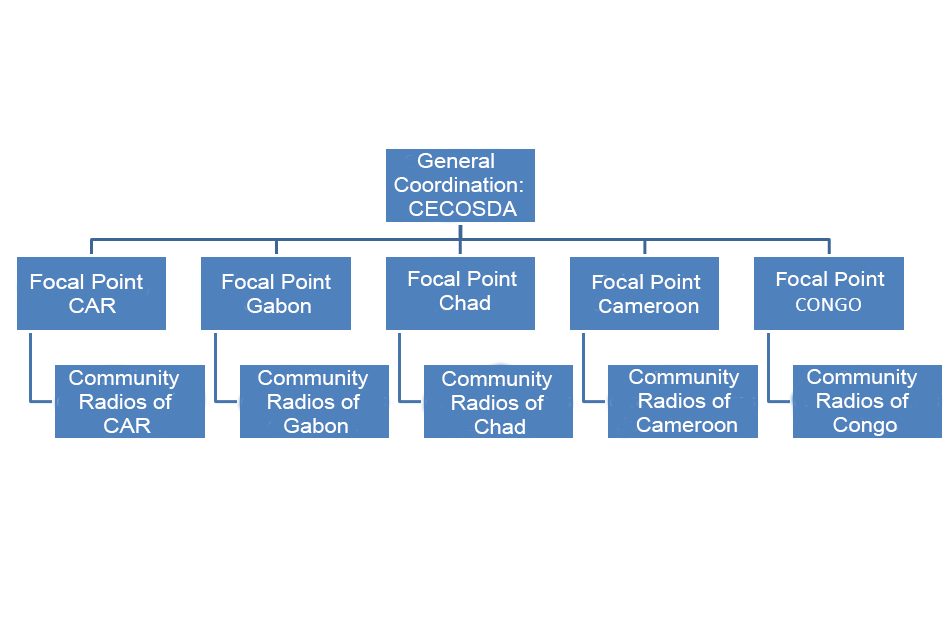 General
Coordination:
CECOSDA
Focal Point
CAR
Focal Point
Gabon
Focal Point
Chad
Focal Point
Cameroon
Focal Point
CONGO
Community
Radios of
CAR
Community
Radios of
Gabon
Community
Radios of
Chad
Community
Radios of
Cameroon
Community
Radios of
Congo